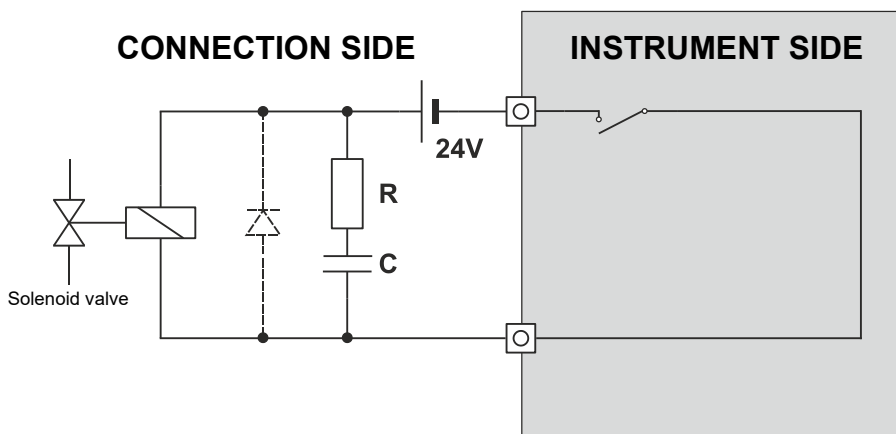 CONNECTION SIDE
INSTRUMENT SIDE
24V
R
C
Solenoid valve